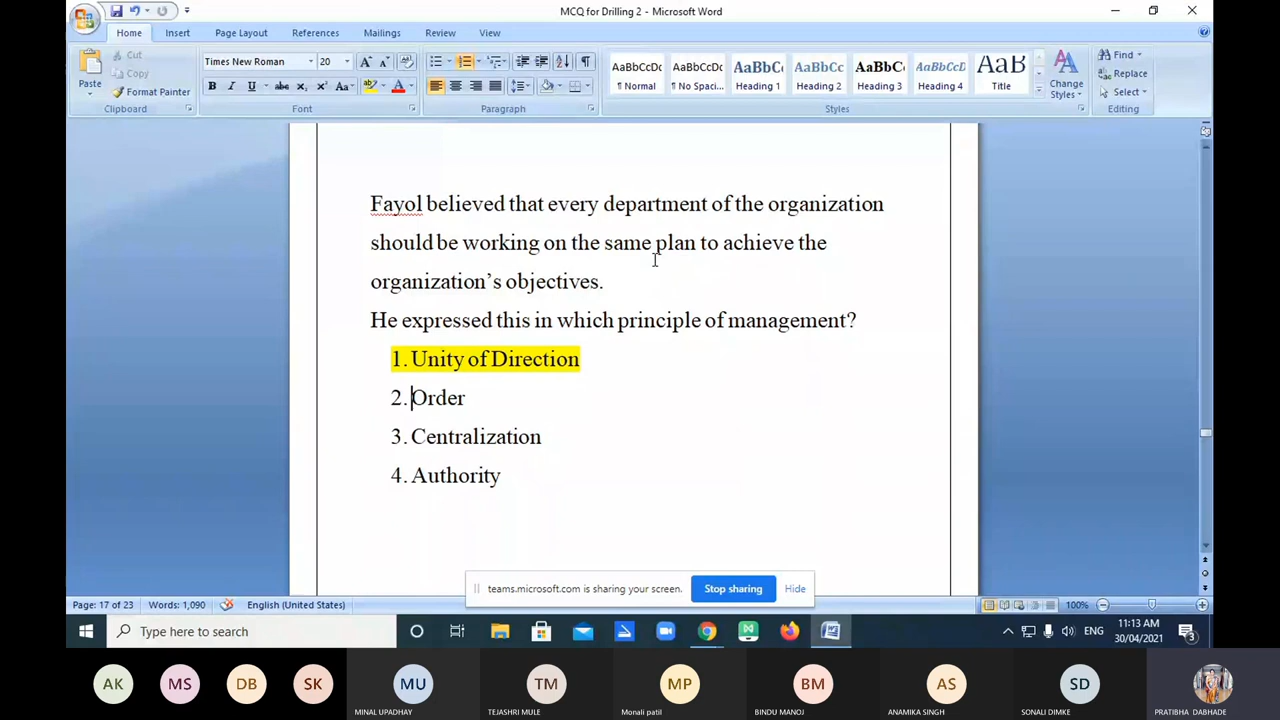 MCQ for Drilling 2 - Microsoft Word
Home Insert Page Layout References Mailings Review View
Paste
Cut
Copy
Format Painter
Clipboard
Times New Roman 20
Font
Paragraph
AaBbCcDc AaBbCcDc AaBbC AaBbCc AaBbC AaBbCcD AaB
¶ Normal ¶ No Spaci... Heading 1 Heading 2 Heading 3 Heading 4 Title
Change Styles
Styles
Find
Replace
Select
Editing
Fayol believed that every department of the organization
should be working on the same plan to achieve the
organization’s objectives.
He expressed this in which principle of management?
1. Unity of Direction
2. Order
3. Centralization
4. Authority
teams.microsoft.com is sharing your screen. Stop sharing Hide
Page: 17 of 23 Words: 1,090 English (United States) 100%
Type here to search
ENG
11:13 AM
30/04/2021
3
AK MS DB SK MU TM MP BM AS SD
MINAL UPADHAY TEJASHRI MULE Monali patil BINDU MANOJ ANAMIKA SINGH SONALI DIMKE PRATIBHA DABHADE